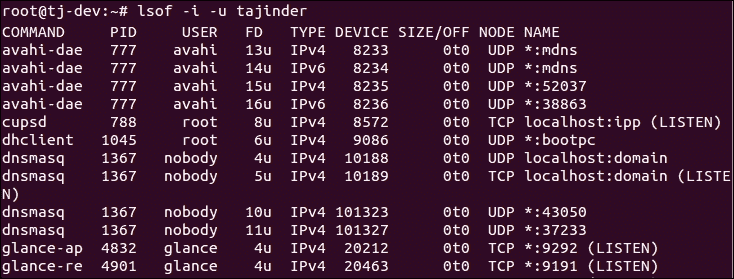 root@tj-dev:~# lsof -i -u tajinder
COMMAND    PID     USER   FD   TYPE DEVICE SIZE/OFF NODE NAME
avahi-dae  777    avahi   13u  IPv4   8233      0t0  UDP *:mdns
avahi-dae  777    avahi   14u  IPv6   8234      0t0  UDP *:mdns
avahi-dae  777    avahi   15u  IPv4   8235      0t0  UDP *:52037
avahi-dae  777    avahi   16u  IPv6   8236      0t0  UDP *:38863
cupsd      788     root    8u  IPv4   8572      0t0  TCP localhost:ipp (LISTEN)
dhclient  1045     root    6u  IPv4   9086      0t0  UDP *:bootpc
dnsmasq   1367   nobody    4u  IPv4  10188      0t0  UDP localhost:domain
dnsmasq   1367   nobody    5u  IPv4  10189      0t0  TCP localhost:domain (LISTE
N)
dnsmasq   1367   nobody   10u  IPv4 101323      0t0  UDP *:43050
dnsmasq   1367   nobody   11u  IPv4 101327      0t0  UDP *:37233
glance-ap 4832   glance    4u  IPv4  20212      0t0  TCP *:9292 (LISTEN)
glance-re 4901   glance    4u  IPv4  20463      0t0  TCP *:9191 (LISTEN)